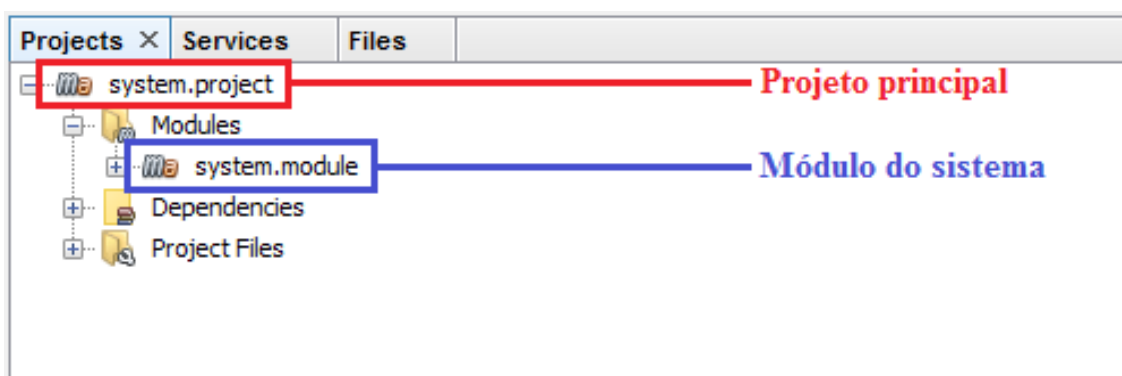 Projects Services Files
system.project Projeto principal
Modules
system.module Módulo do sistema
Dependencies
Project Files